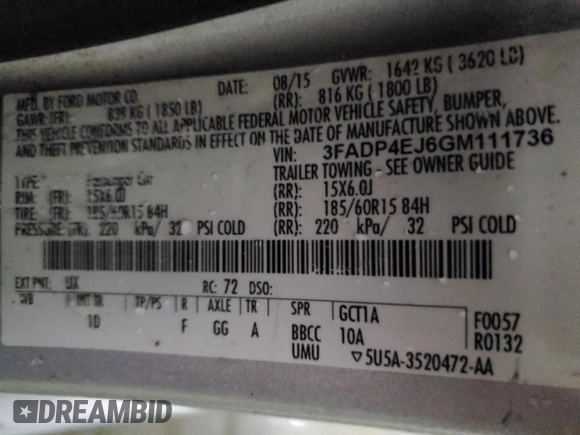 DATE: 08/15 GVWR: 1642 KG ( 3620 LB)
MFD. BY FORD MOTOR CO.
GAWR: (FR): 839 KG ( 1850 LB) (RR): 816 KG ( 1800 LB)
THIS VEHICLE CONFORMS TO ALL APPLICABLE FEDERAL MOTOR VEHICLE SAFETY, BUMPER,
AND THEFT PREVENTION STANDARDS IN EFFECT ON THE DATE OF MANUFACTURE SHOWN ABOVE.
VIN: 3FADP4EJ6GM111736
TYPE: Passenger Car TRAILER TOWING - SEE OWNER GUIDE
RIM: (FR): 15X6.0J (RR): 15X6.0J
TIRE: (FR): 185/60R15 84H (RR): 185/60R15 84H
PRESSURE: (FR): 220 kPa/ 32 PSI COLD (RR): 220 kPa/ 32 PSI COLD
EXT PNT: UX RC: 72 DSO:
WB INT TR TP/PS R AXLE TR SPR GCT1A F0057
1D F GG A BBCC 10A R0132
UMU ▽5U5A-3520472-AA
DREAMBID